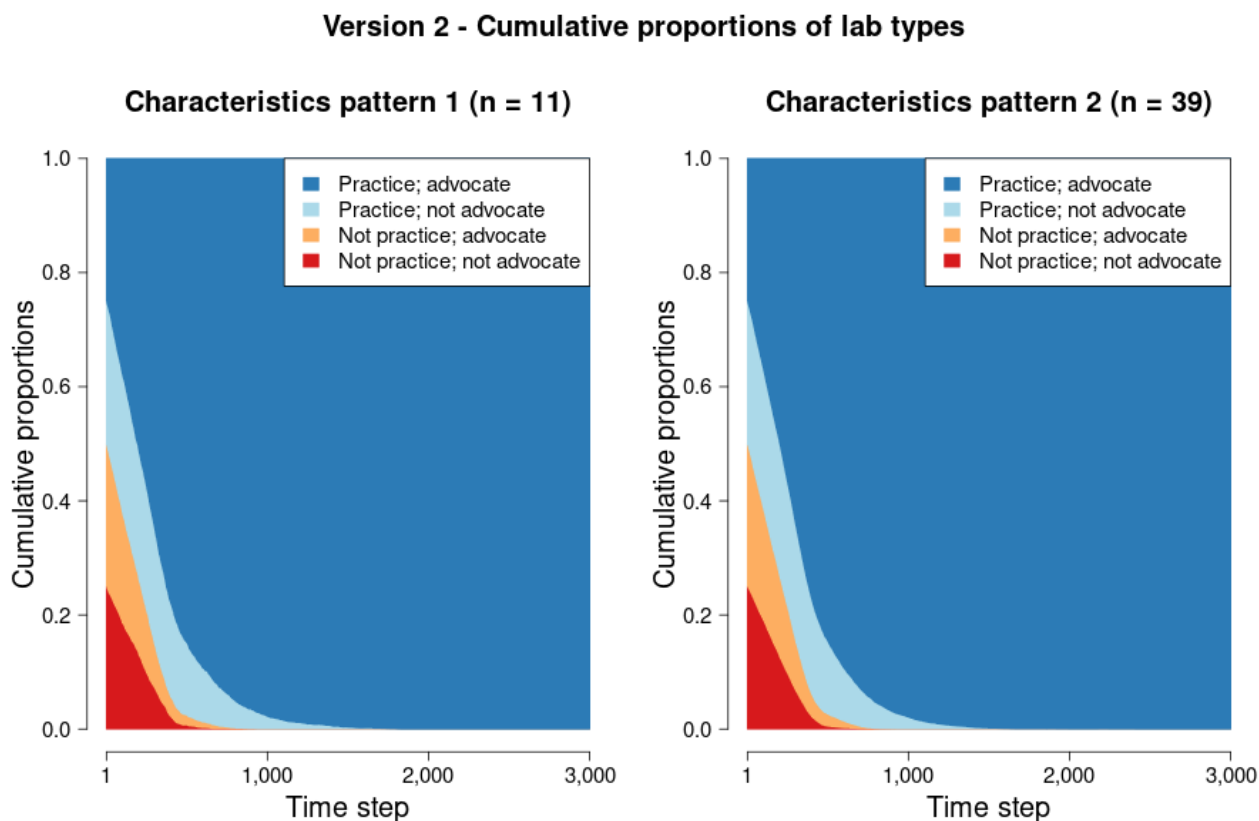 Version 2 - Cumulative proportions of lab types
Characteristics pattern 1 (n = 11)
1.0
0.8
0.6
0.4
0.2
0.0
Cumulative proportions
Practice; advocate
Practice; not advocate
Not practice; advocate
Not practice; not advocate
1
1,000
2,000
3,000
Time step
Characteristics pattern 2 (n = 39)
1.0
0.8
0.6
0.4
0.2
0.0
Cumulative proportions
Practice; advocate
Practice; not advocate
Not practice; advocate
Not practice; not advocate
1
1,000
2,000
3,000
Time step